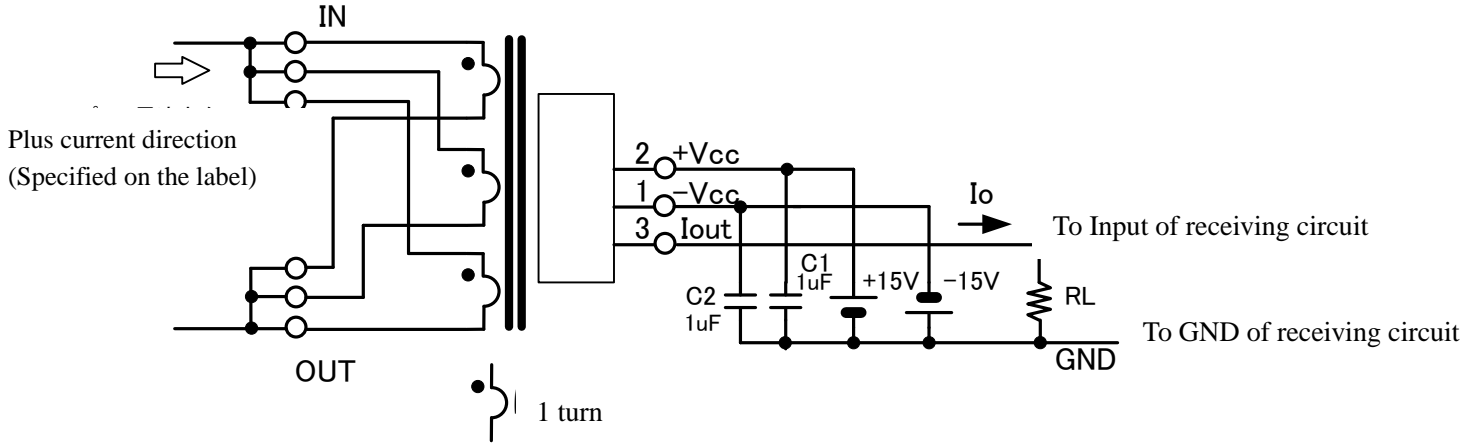 IN
Plus current direction
(Specified on the label)
2 +Vcc
1 -Vcc
3 Iout
Io
To Input of receiving circuit
C1
1uF
+15V
-15V
C2
1uF
RL
To GND of receiving circuit
GND
OUT
1 turn